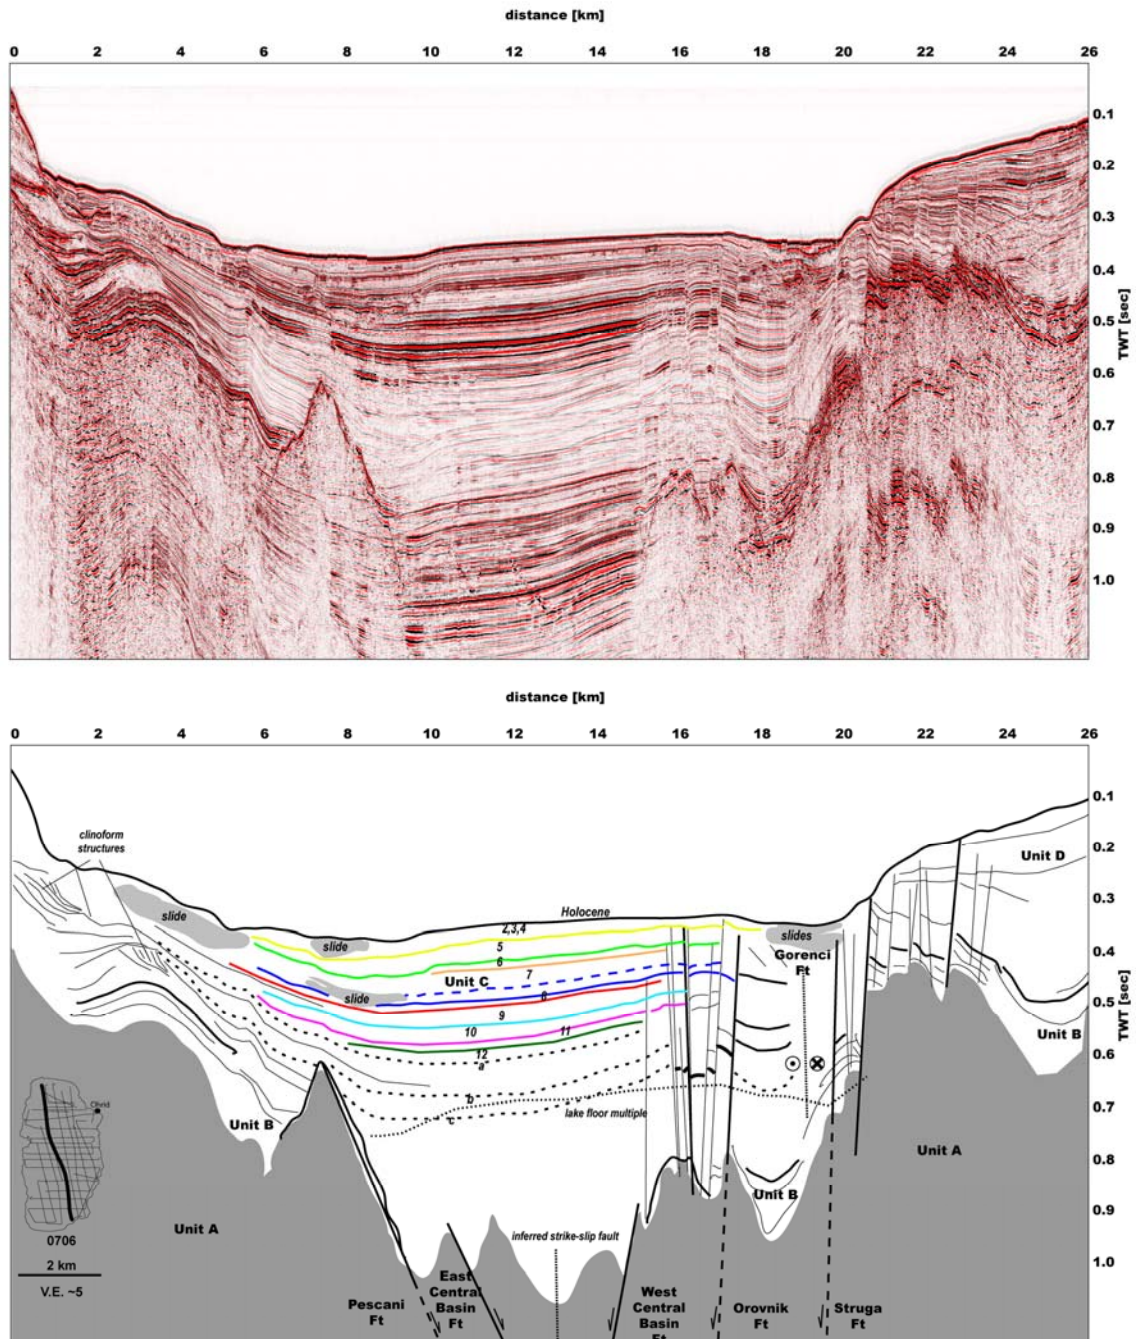 distance [km]
0 2 4 6 8 10 12 14 16 18 20 22 24 26
0.1
0.2
0.3
0.4
0.5
0.6
0.7
0.8
0.9
1.0
TWT [sec]
distance [km]
0 2 4 6 8 10 12 14 16 18 20 22 24 26
0.1
0.2
0.3
0.4
0.5
0.6
0.7
0.8
0.9
1.0
TWT [sec]
clinoform
structures
Unit D
slide
Holocene
2,3,4
slide
5
slides
6
Gorenci
Ft
7
Unit C
slide
8
9
10
11
12
a
Unit B
b
lake floor multiple
c
Ohrid
Unit B
Unit A
Unit B
Unit A
inferred strike-slip fault
0706
2 km
V.E. ~5
Pescani
Ft
East
Central
Basin
Ft
West
Central
Basin
Ft
Orovnik
Ft
Struga
Ft